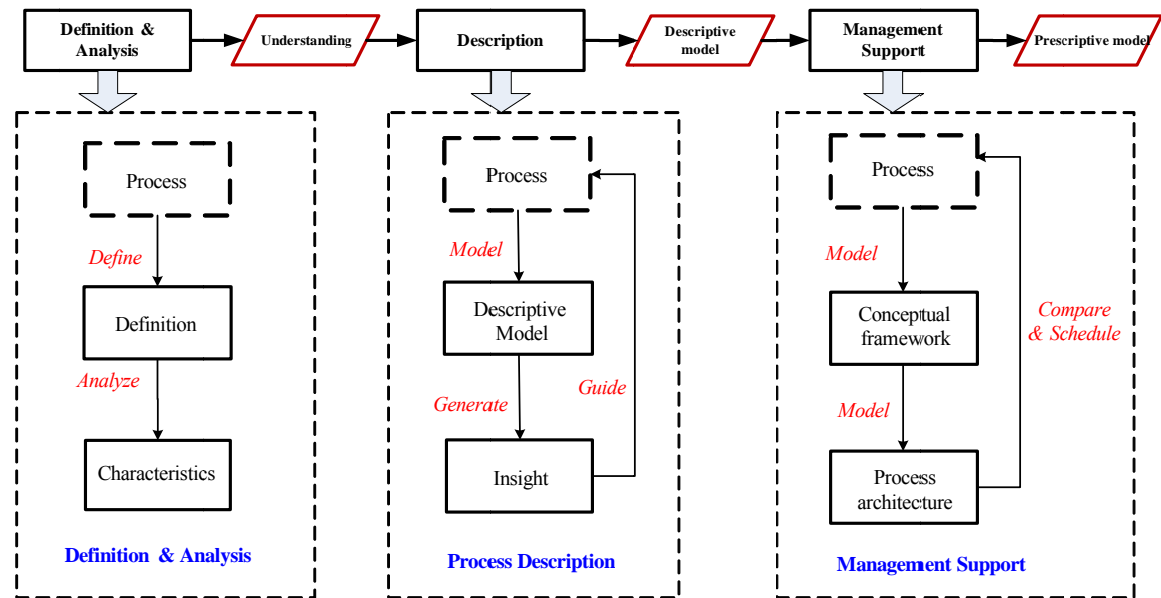 Definition &
Analysis
Understanding
Description
Descriptive
model
Management
Support
Prescriptive model
Process
Define
Definition
Analyze
Characteristics
Definition & Analysis
Process
Model
Descriptive
Model
Generate
Guide
Insight
Process Description
Process
Model
Conceptual
framework
Compare
& Schedule
Model
Process
architecture
Management Support